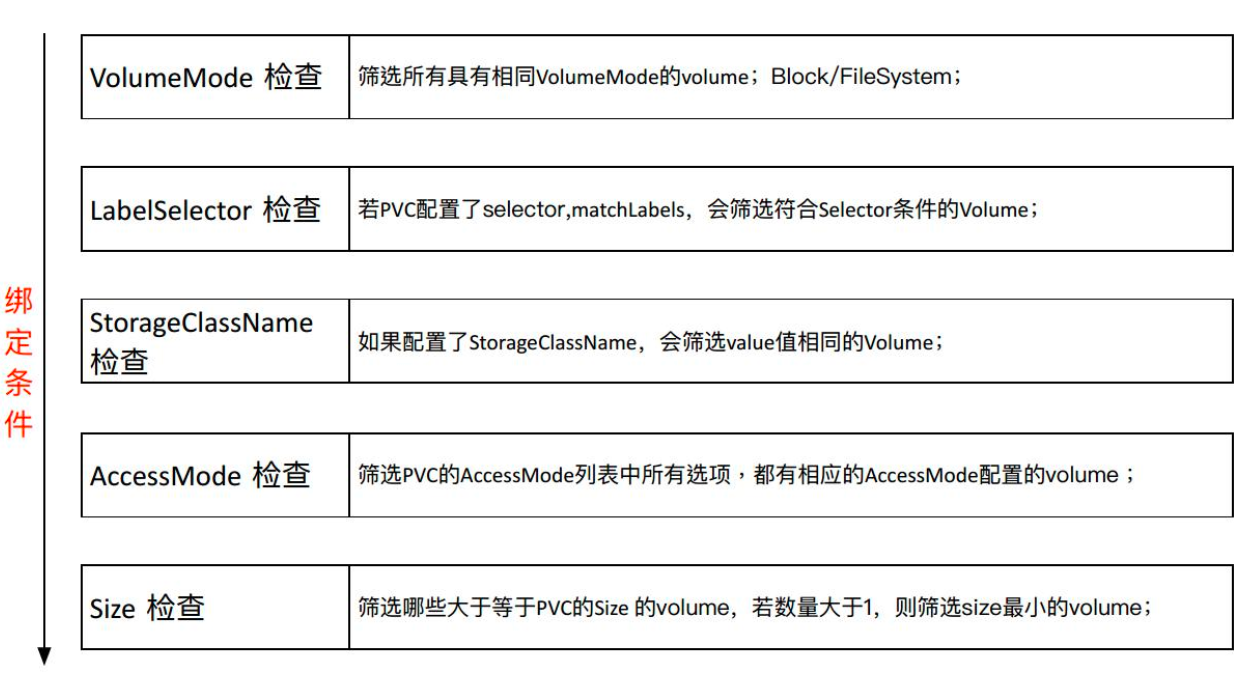 VolumeMode 检查
筛选所有具有相同VolumeMode的volume；Block/FileSystem；
LabelSelector 检查
若PVC配置了selector,matchLabels，会筛选符合Selector条件的Volume；
绑定条件
StorageClassName
检查
如果配置了StorageClassName，会筛选value值相同的Volume；
AccessMode 检查
筛选PVC的AccessMode列表中所有选项，都有相应的AccessMode配置的volume；
Size 检查
筛选哪些大于等于PVC的Size 的volume，若数量大于1，则筛选size最小的volume；